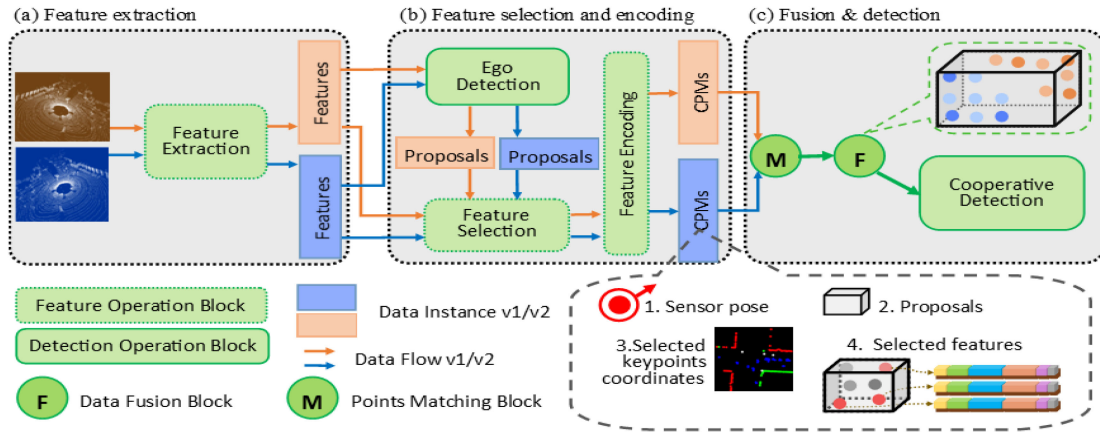 (a) Feature extraction
(b) Feature selection and encoding
(c) Fusion & detection
Feature
Extraction
Features
Features
Ego
Detection
Proposals
Proposals
Feature
Selection
Feature Encoding
CPMs
CPMs
M
F
Cooperative
Detection
Feature Operation Block
Detection Operation Block
F
Data Fusion Block
Data Instance v1/v2
Data Flow v1/v2
M
Points Matching Block
1. Sensor pose
2. Proposals
3.Selected
keypoints
coordinates
4. Selected features